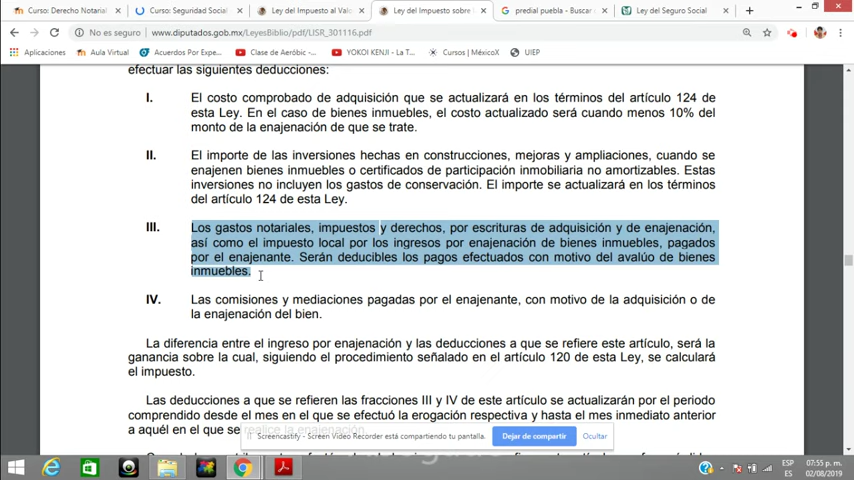 Curso: Derecho Notarial
Curso: Seguridad Social
Ley del Impuesto al Valo
Ley del Impuesto sobre
predial puebla - Buscar
Ley del Seguro Social
No es seguro
www.diputados.gob.mx/LeyesBiblio/pdf/LISR_301116.pdf
Aplicaciones
Aula Virtual
Acuerdos Por Expe...
Clase de Aeróbic -...
YOKOI KENJI - La T...
Cursos | MéxicoX
UIEP
efectuar las siguientes deducciones:
I. El costo comprobado de adquisición que se actualizará en los términos del artículo 124 de
esta Ley. En el caso de bienes inmuebles, el costo actualizado será cuando menos 10% del
monto de la enajenación de que se trate.
II. El importe de las inversiones hechas en construcciones, mejoras y ampliaciones, cuando se
enajenen bienes inmuebles o certificados de participación inmobiliaria no amortizables. Estas
inversiones no incluyen los gastos de conservación. El importe se actualizará en los términos
del artículo 124 de esta Ley.
III. Los gastos notariales, impuestos y derechos, por escrituras de adquisición y de enajenación,
así como el impuesto local por los ingresos por enajenación de bienes inmuebles, pagados
por el enajenante. Serán deducibles los pagos efectuados con motivo del avalúo de bienes
inmuebles.
IV. Las comisiones y mediaciones pagadas por el enajenante, con motivo de la adquisición o de
la enajenación del bien.
La diferencia entre el ingreso por enajenación y las deducciones a que se refiere este artículo, será la
ganancia sobre la cual, siguiendo el procedimiento señalado en el artículo 120 de esta Ley, se calculará
el impuesto.
Las deducciones a que se refieren las fracciones III y IV de este artículo se actualizarán por el periodo
comprendido desde el mes en el que se efectuó la erogación respectiva y hasta el mes inmediato anterior
a aquél en el que se realice la enajenación.
Screencastify - Screen Video Recorder está compartiendo tu pantalla.
Dejar de compartir
Ocultar
ESP
07:55 p. m.
ES
02/08/2019